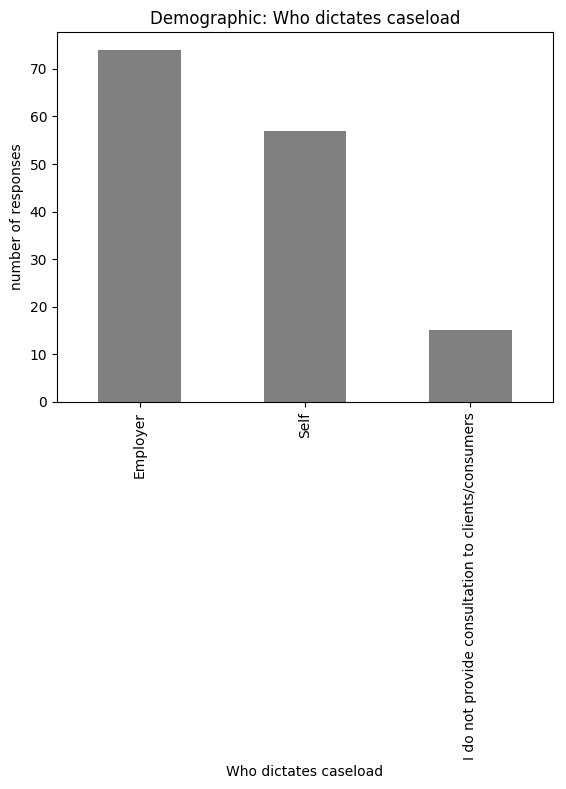 Demographic: Who dictates caseload
number of responses
70
60
50
40
30
20
10
0
Employer
Self
I do not provide consultation to clients/consumers
Who dictates caseload